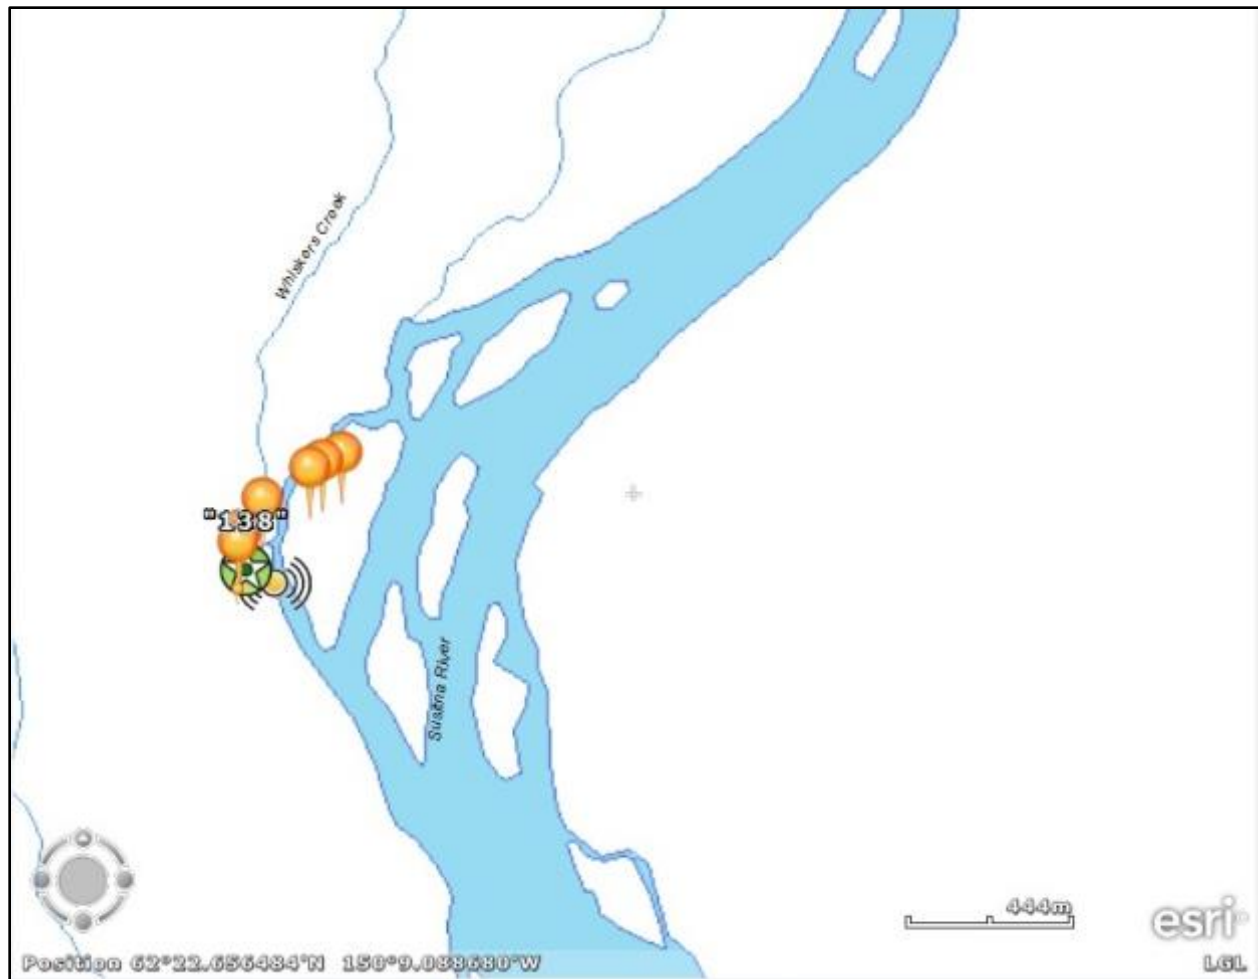 Whiskers Creek
"138"
Susitna River
444m
esri
Position 62°22.656484'N 150°9.088680'W
LGL